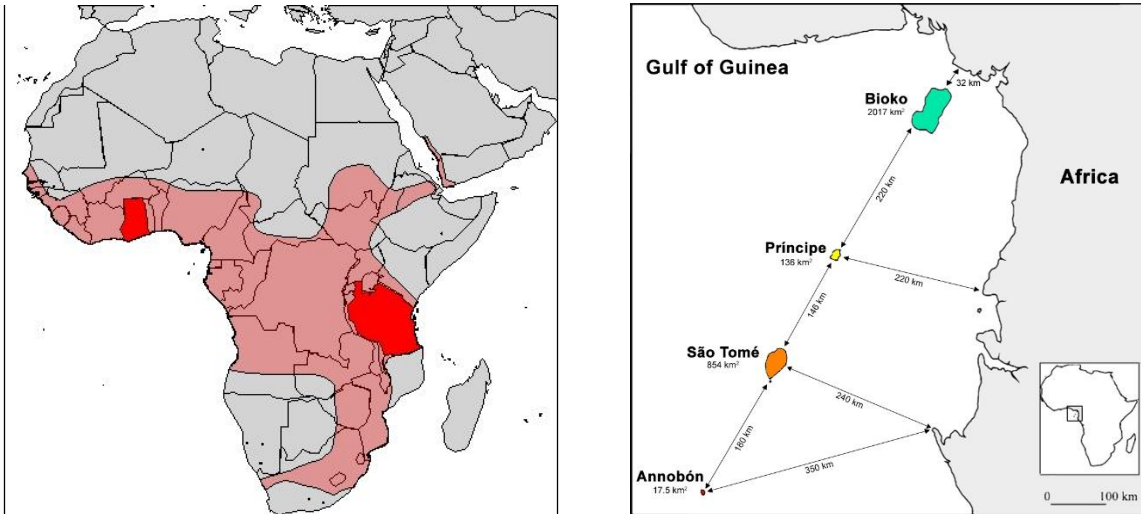 Gulf of Guinea
32 km
Bioko
2017 km²
Africa
220 km
Príncipe
136 km²
220 km
146 km
São Tomé
854 km²
240 km
180 km
350 km
Annobón
17.5 km²
0 100 km